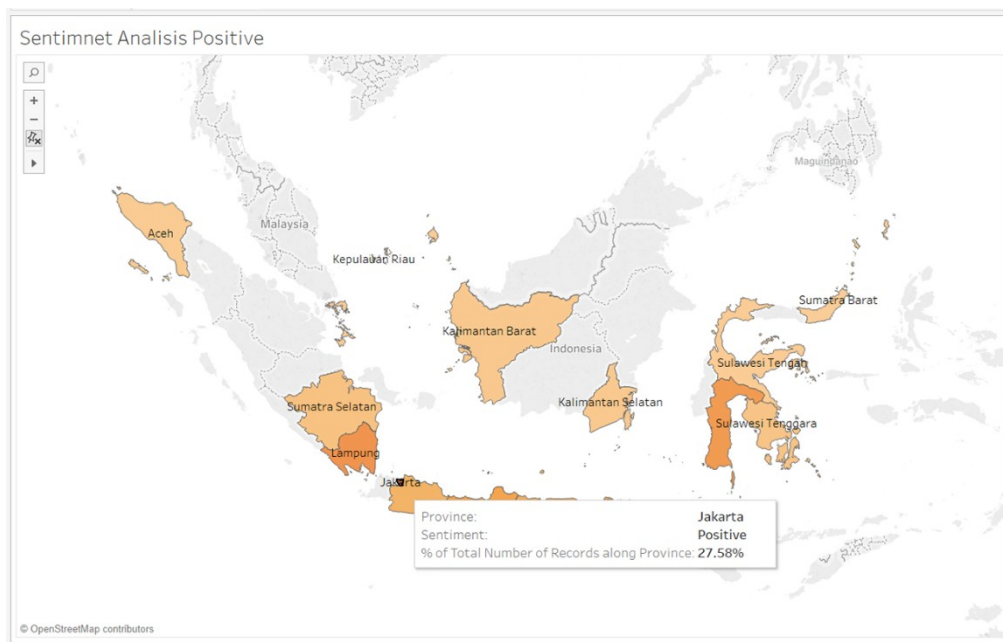 Sentimnet Analisis Positive
Maguindanao
Malaysia
Aceh
Kepulauan Riau
Sumatra Barat
Kalimantan Barat
Indonesia
Sulawesi Tengah
Sumatra Selatan
Kalimantan Selatan
Sulawesi Tenggara
Lampung
Jakarta
Province: Jakarta
Sentiment: Positive
% of Total Number of Records along Province: 27.58%
© OpenStreetMap contributors